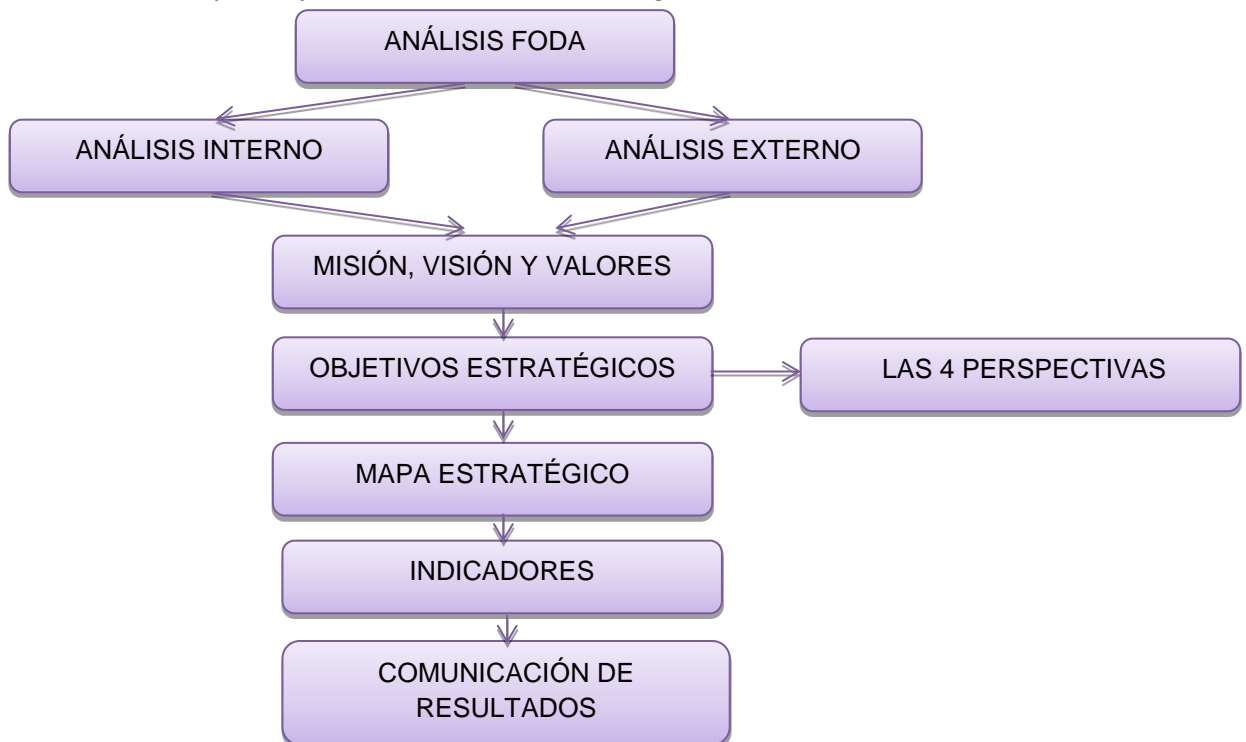 ANÁLISIS FODA
ANÁLISIS INTERNO
ANÁLISIS EXTERNO
MISIÓN, VISIÓN Y VALORES
OBJETIVOS ESTRATÉGICOS
LAS 4 PERSPECTIVAS
MAPA ESTRATÉGICO
INDICADORES
COMUNICACIÓN DE
RESULTADOS